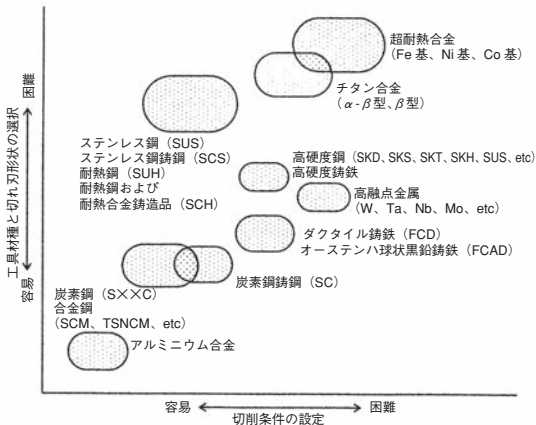 超耐熱合金
(Fe 基、Ni 基、Co 基)
チタン合金
(α-β型、β型)
ステンレス鋼(SUS)
ステンレス鋼鋳鋼(SCS)
耐熱鋼(SUH)
耐熱鋼および
耐熱合金鋳造品(SCH)
高硬度鋼(SKD、SKS、SKT、SKH、SUS、etc)
高硬度鋳鉄
高融点金属
(W、Ta、Nb、Mo、etc)
ダクタイル鋳鉄(FCD)
オーステンハ球状黒鉛鋳鉄(FCAD)
炭素鋼鋳鋼(SC)
炭素鋼(S××C)
合金鋼
(SCM、TSNCM、etc)
アルミニウム合金
困難
工具材種と切れ刃形状の選択
容易
容易
困難
切削条件の設定